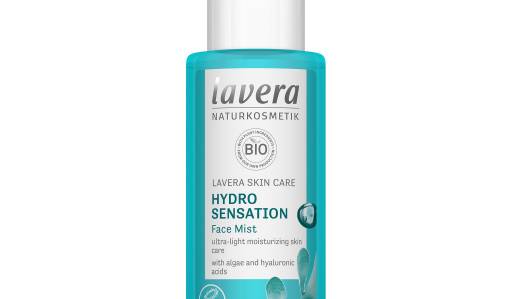 lavera
NATURKOSMETIK
BIO
LAVERA SKIN CARE
HYDRO
SENSATION
Face Mist
ultra-light moisturizing skin
care
with algae and hyaluronic
acids